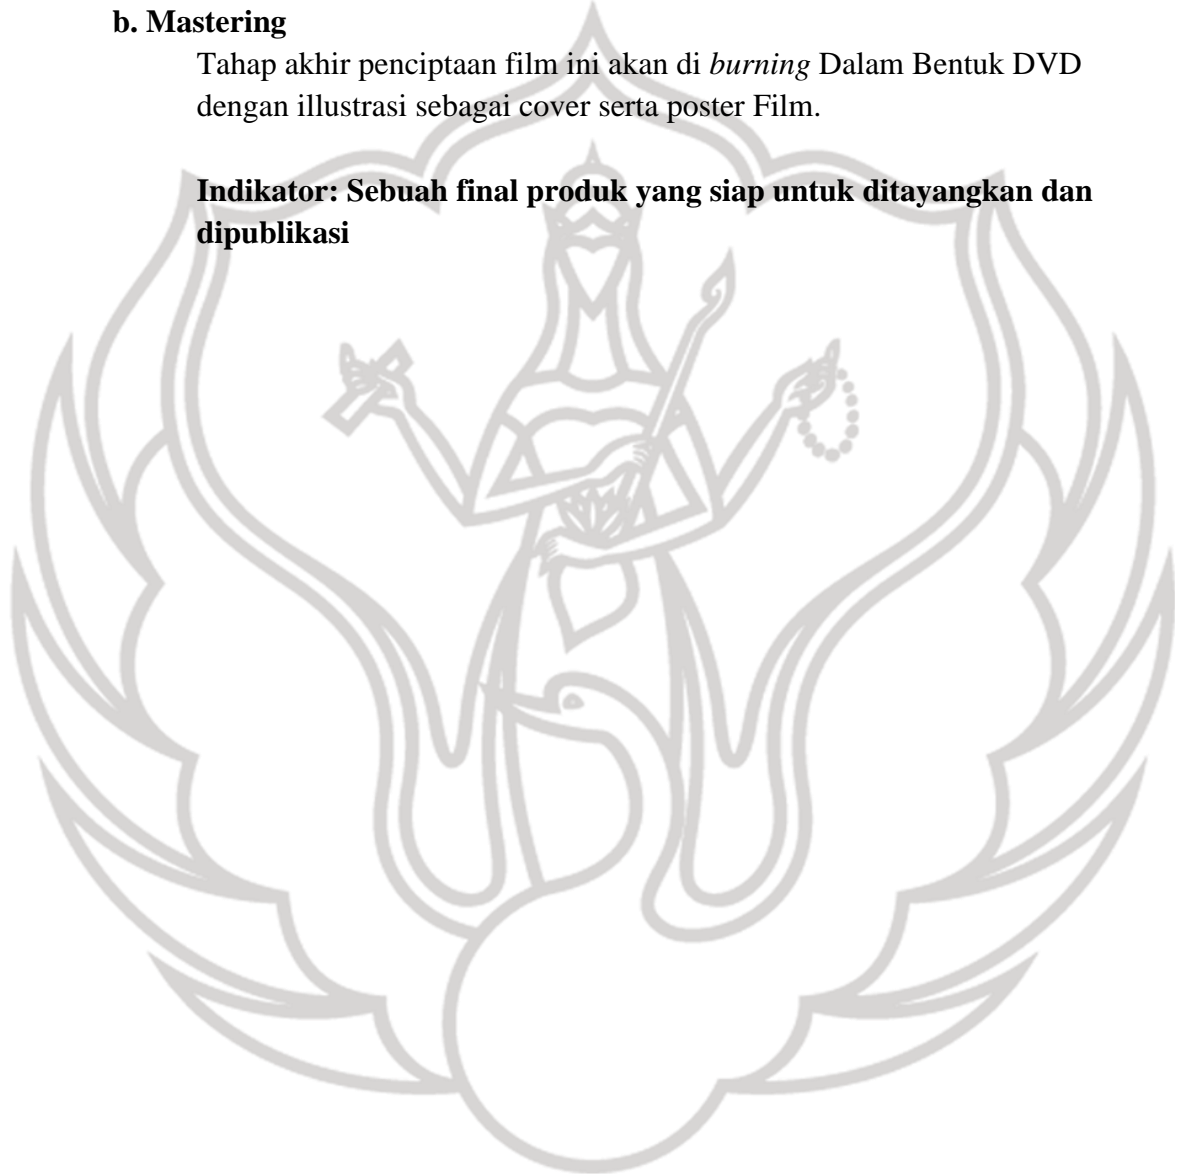 b. Mastering
Tahap akhir penciptaan film ini akan di burning Dalam Bentuk DVD
dengan illustrasi sebagai cover serta poster Film.
Indikator: Sebuah final produk yang siap untuk ditayangkan dan
dipublikasi